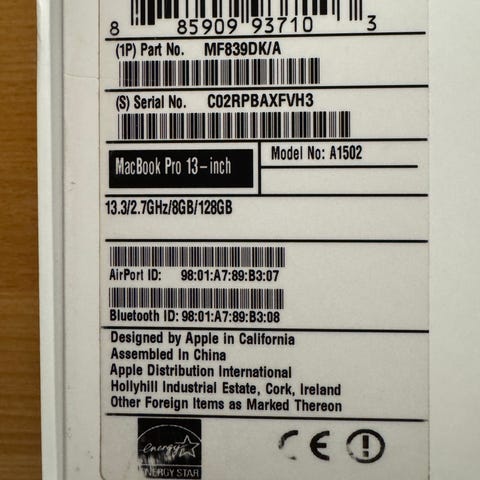 8 85909 93710 3
(1P) Part No. MF839DK/A
(S) Serial No. C02RPBAXFVH3
MacBook Pro 13-inch
Model No: A1502
13.3/2.7GHz/8GB/128GB
AirPort ID: 98:01:A7:89:B3:07
Bluetooth ID: 98:01:A7:89:B3:08
Designed by Apple in California
Assembled In China
Apple Distribution International
Hollyhill Industrial Estate, Cork, Ireland
Other Foreign Items as Marked Thereon
energy
ENERGY STAR
CE